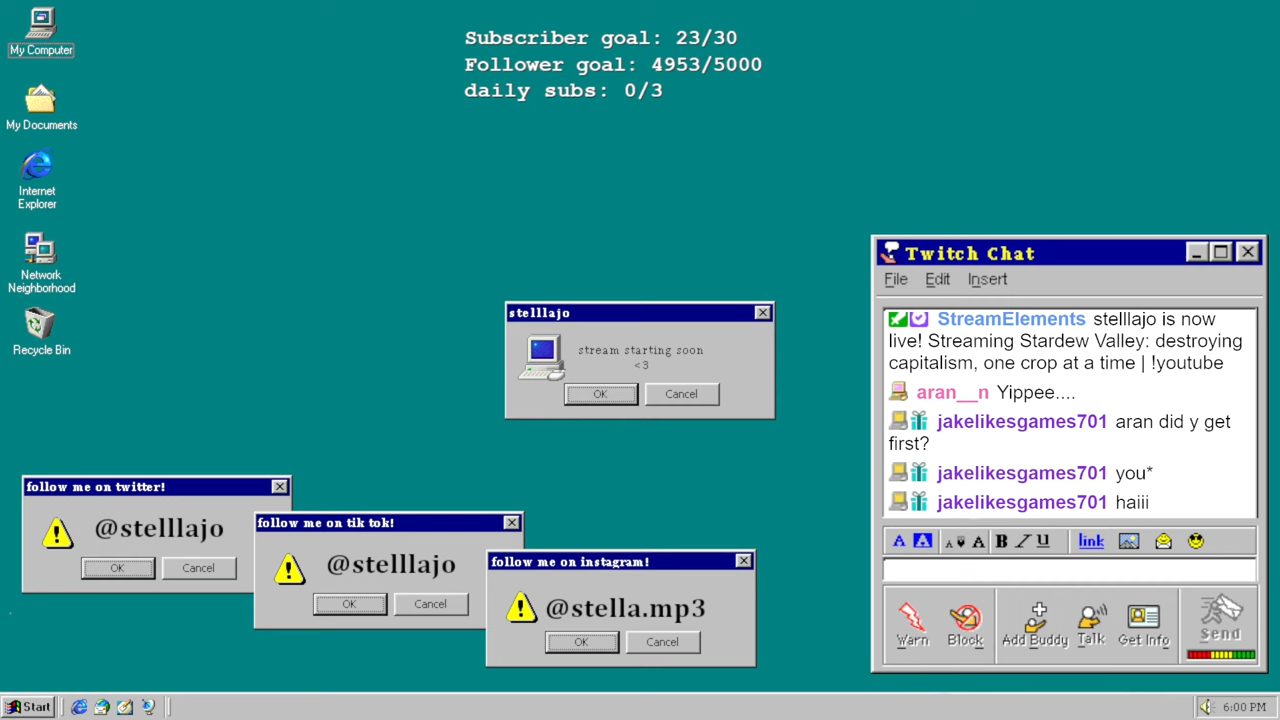 My Computer
My Documents
Internet
Explorer
Network
Neighborhood
Recycle Bin
Subscriber goal: 23/30
Follower goal: 4953/5000
daily subs: 0/3
stelllajo
stream starting soon
<3
OK Cancel
follow me on twitter!
@stelllajo
OK Cancel
follow me on tik tok!
@stelllajo
OK Cancel
follow me on instagram!
@stella.mp3
OK Cancel
Twitch Chat
File Edit Insert
StreamElements stelllajo is now
live! Streaming Stardew Valley: destroying
capitalism, one crop at a time | !youtube
aran__n Yippee....
jakelikesgames701 aran did y get
first?
jakelikesgames701 you*
jakelikesgames701 haiii
A A A A B I U link
Warn Block Add Buddy Talk Get Info Send
Start 6:00 PM